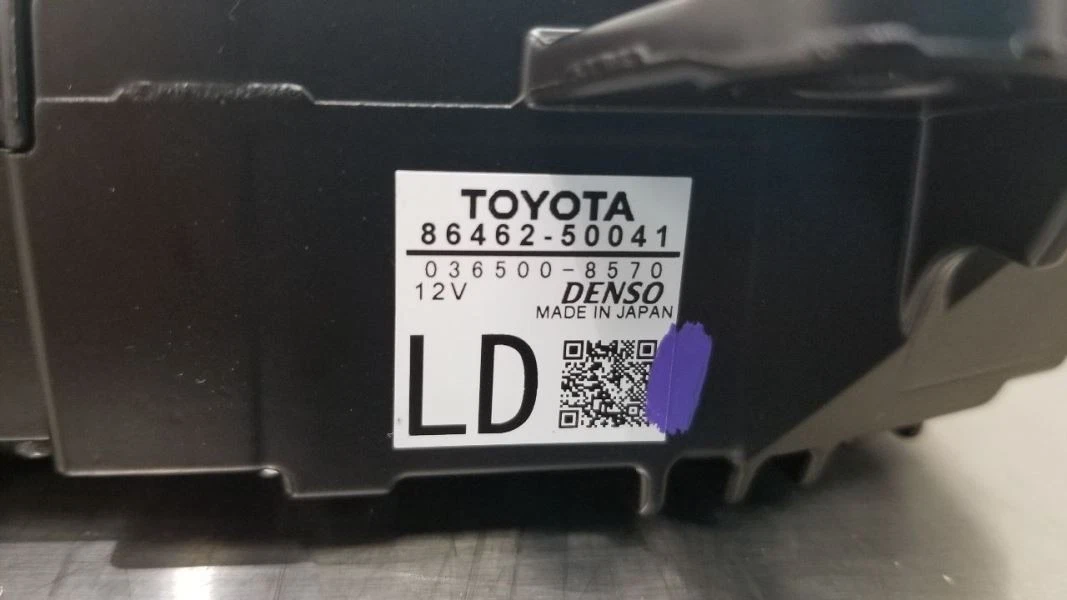 TOYOTA
86462-50041
036500-8570
12V DENSO
MADE IN JAPAN
LD